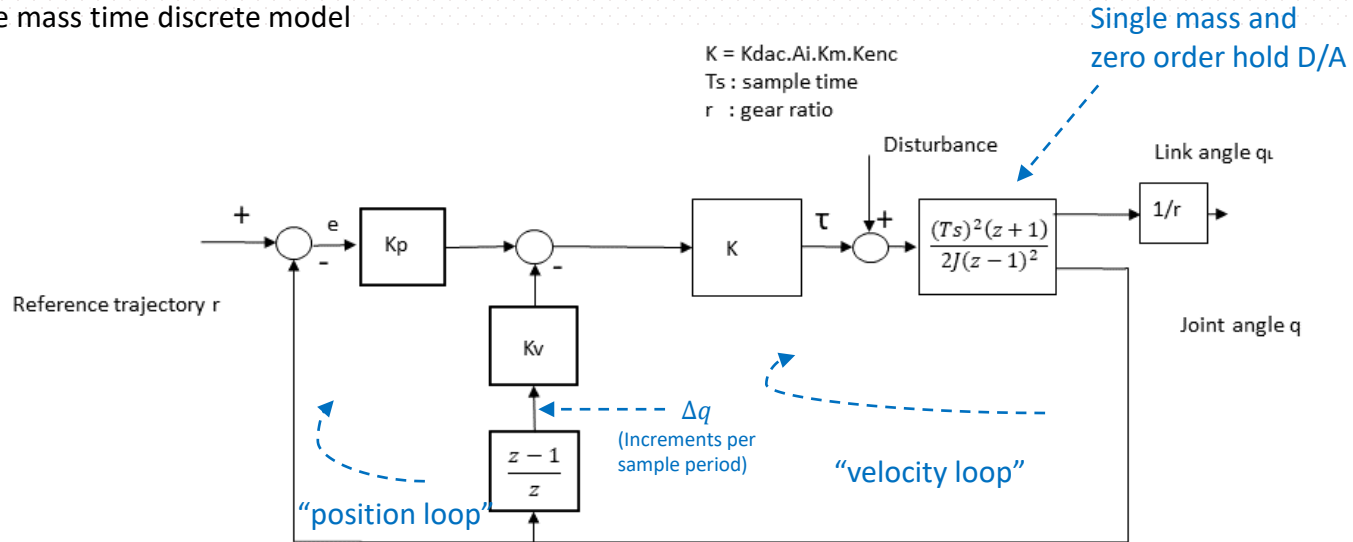 e mass time discrete model
Single mass and
zero order hold D/A
K = Kdac.Ai.Km.Kenc
Ts : sample time
r : gear ratio
Disturbance
Link angle qL
+
e
-
Kp
-
K
τ
+
(Ts)²(z + 1)
2J(z − 1)²
1/r
Reference trajectory r
Joint angle q
Kv
Δq
(Increments per
sample period)
z − 1
z
“velocity loop”
“position loop”